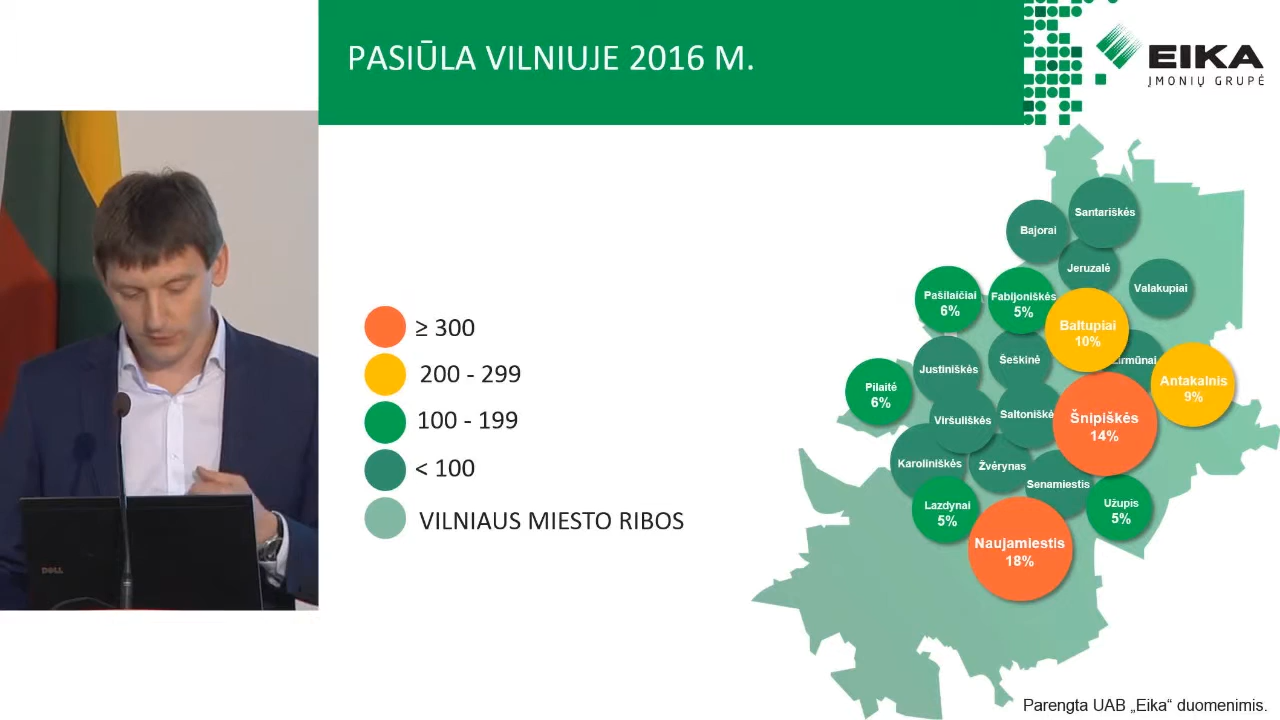 PASIŪLA VILNIUJE 2016 M.
EIKA
ĮMONIŲ GRUPĖ
≥ 300
200 - 299
100 - 199
< 100
VILNIAUS MIESTO RIBOS
Santariškės
Bajorai
Jeruzalė
Valakupiai
Pašilaičiai
6%
Fabijoniškės
5%
Baltupiai
10%
Šeškinė
Justiniškės
Antakalnis
9%
Pilaitė
6%
Viršuliškės
Saltoniškė
Šnipiškės
14%
Karoliniškės
Žvėrynas
Senamiestis
Lazdynai
5%
Užupis
5%
Naujamiestis
18%
DELL
Parengta UAB „Eika“ duomenimis.